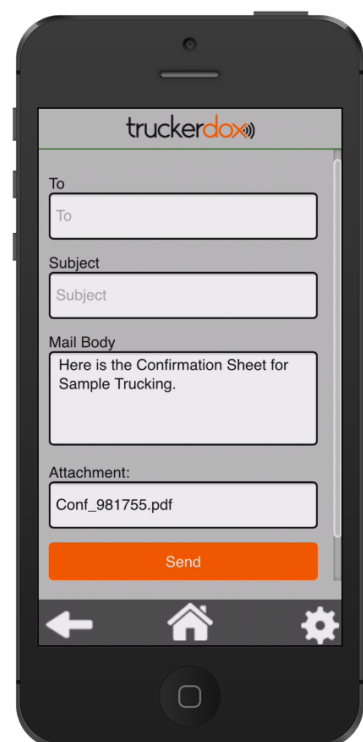 truckerdox
To
To
Subject
Subject
Mail Body
Here is the Confirmation Sheet for
Sample Trucking.
Attachment:
Conf_981755.pdf
Send